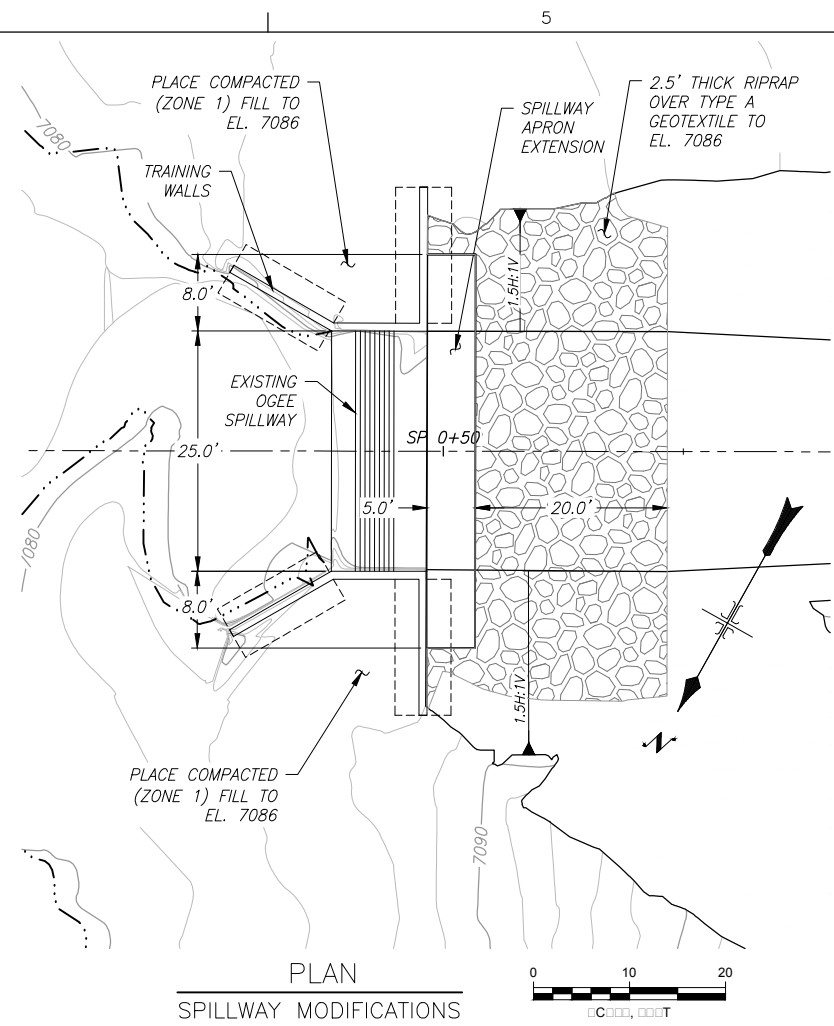 5
PLACE COMPACTED
(ZONE 1) FILL TO
EL. 7086
2.5' THICK RIPRAP
OVER TYPE A
GEOTEXTILE TO
EL. 7086
SPILLWAY
APRON
EXTENSION
7080
TRAINING
WALLS
8.0'
1.5H:1V
EXISTING
OGEE
SPILLWAY
SP 0+50
25.0'
5.0'
20.0'
7080
8.0'
1.5H:1V
N
PLACE COMPACTED
(ZONE 1) FILL TO
EL. 7086
7090
PLAN
SPILLWAY MODIFICATIONS
0 10 20